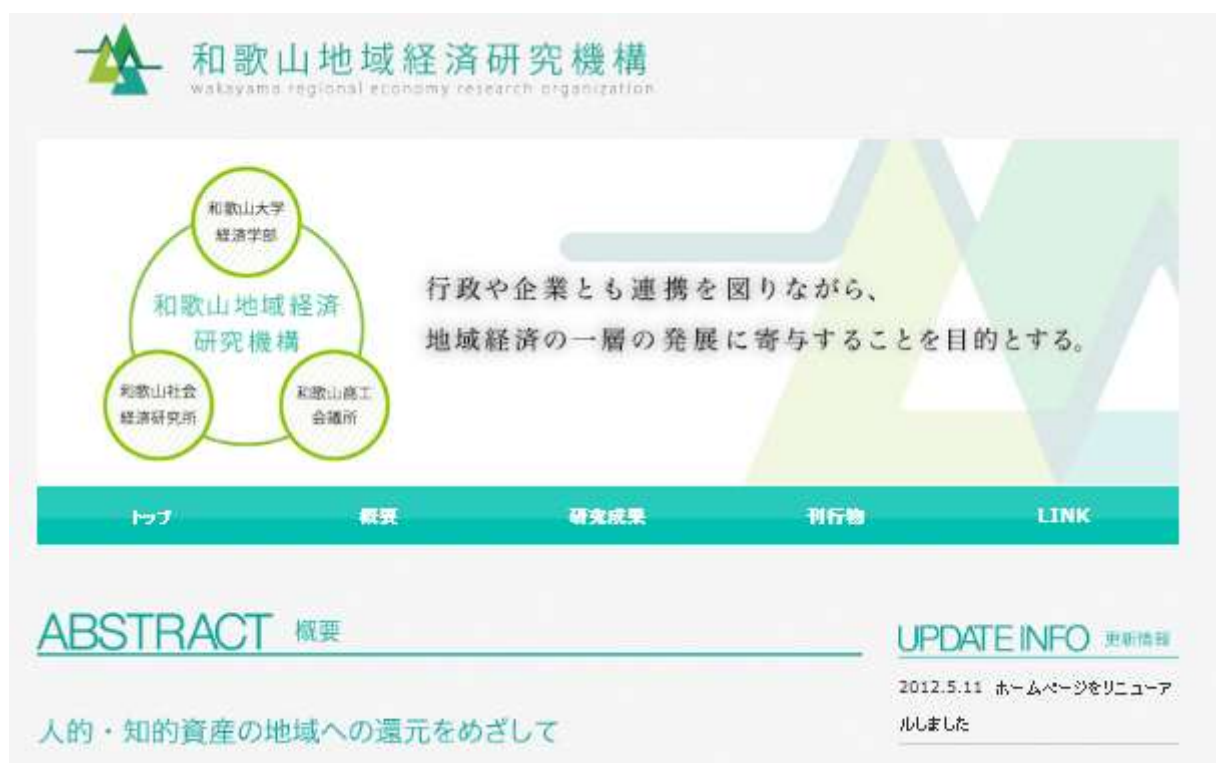 和歌山地域経済研究機構
wakayama regional economy research organization
和歌山大学
経済学部
和歌山地域経済
研究機構
和歌山社会
経済研究所
和歌山商工
会議所
行政や企業とも連携を図りながら、
地域経済の一層の発展に寄与することを目的とする。
トップ 概要 研究成果 刊行物 LINK
ABSTRACT 概要
人的・知的資産の地域への還元をめざして
UPDATE INFO 更新情報
2012.5.11 ホームページをリニューア
ルしました